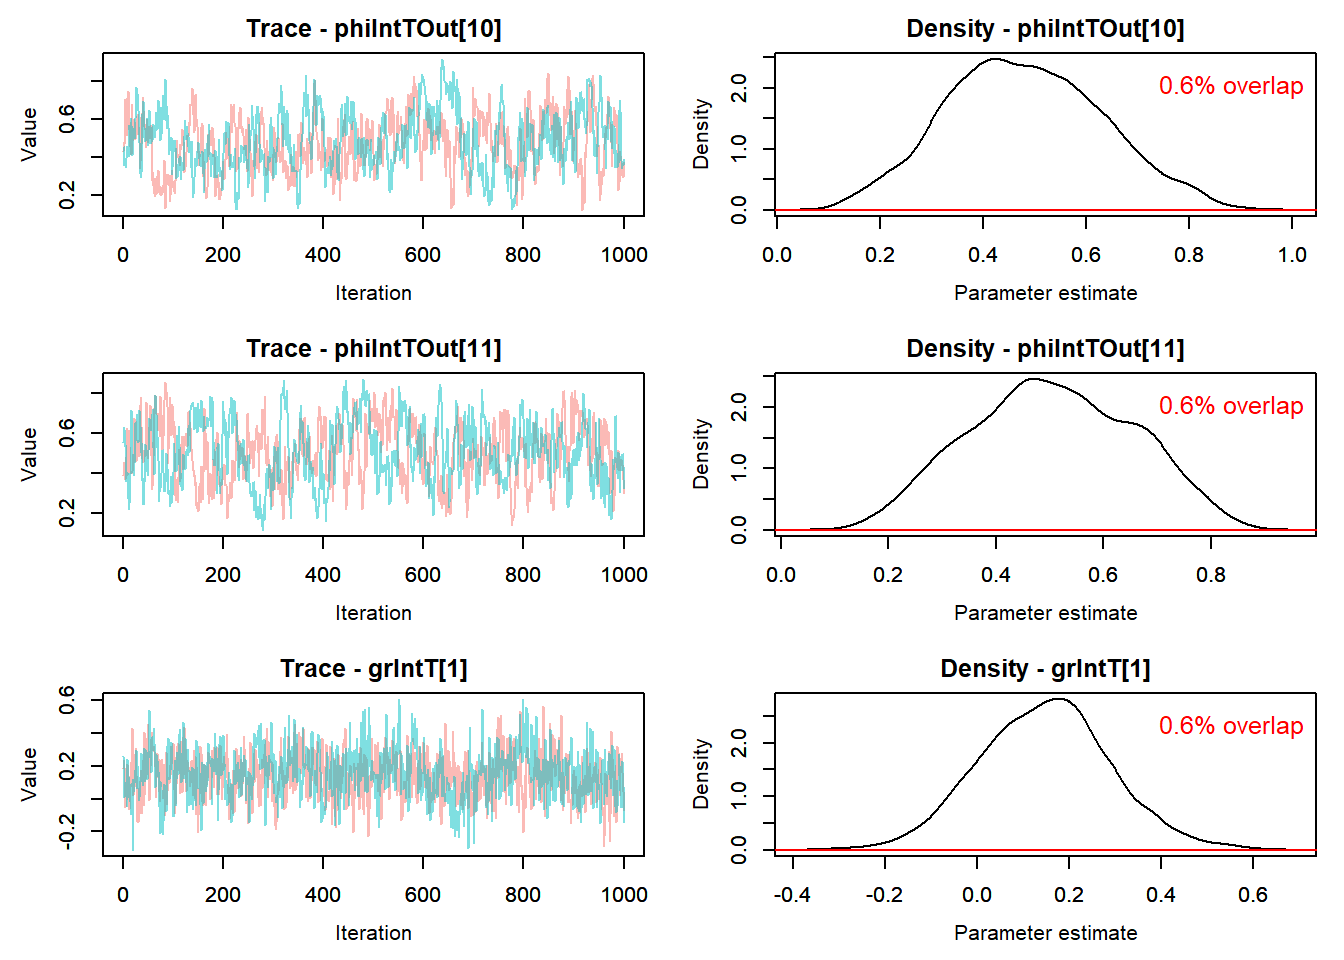 Trace - phiIntTOut[10]
Value
0.2
0.6
0
200
400
600
800
1000
Iteration
Density - phiIntTOut[10]
0.6% overlap
Density
0.0
1.0
2.0
0.0
0.2
0.4
0.6
0.8
1.0
Parameter estimate
Trace - phiIntTOut[11]
Value
0.2
0.6
0
200
400
600
800
1000
Iteration
Density - phiIntTOut[11]
0.6% overlap
Density
0.0
1.0
2.0
0.0
0.2
0.4
0.6
0.8
Parameter estimate
Trace - grIntT[1]
Value
-0.2
0.2
0.6
0
200
400
600
800
1000
Iteration
Density - grIntT[1]
0.6% overlap
Density
0.0
1.0
2.0
-0.4
-0.2
0.0
0.2
0.4
0.6
Parameter estimate